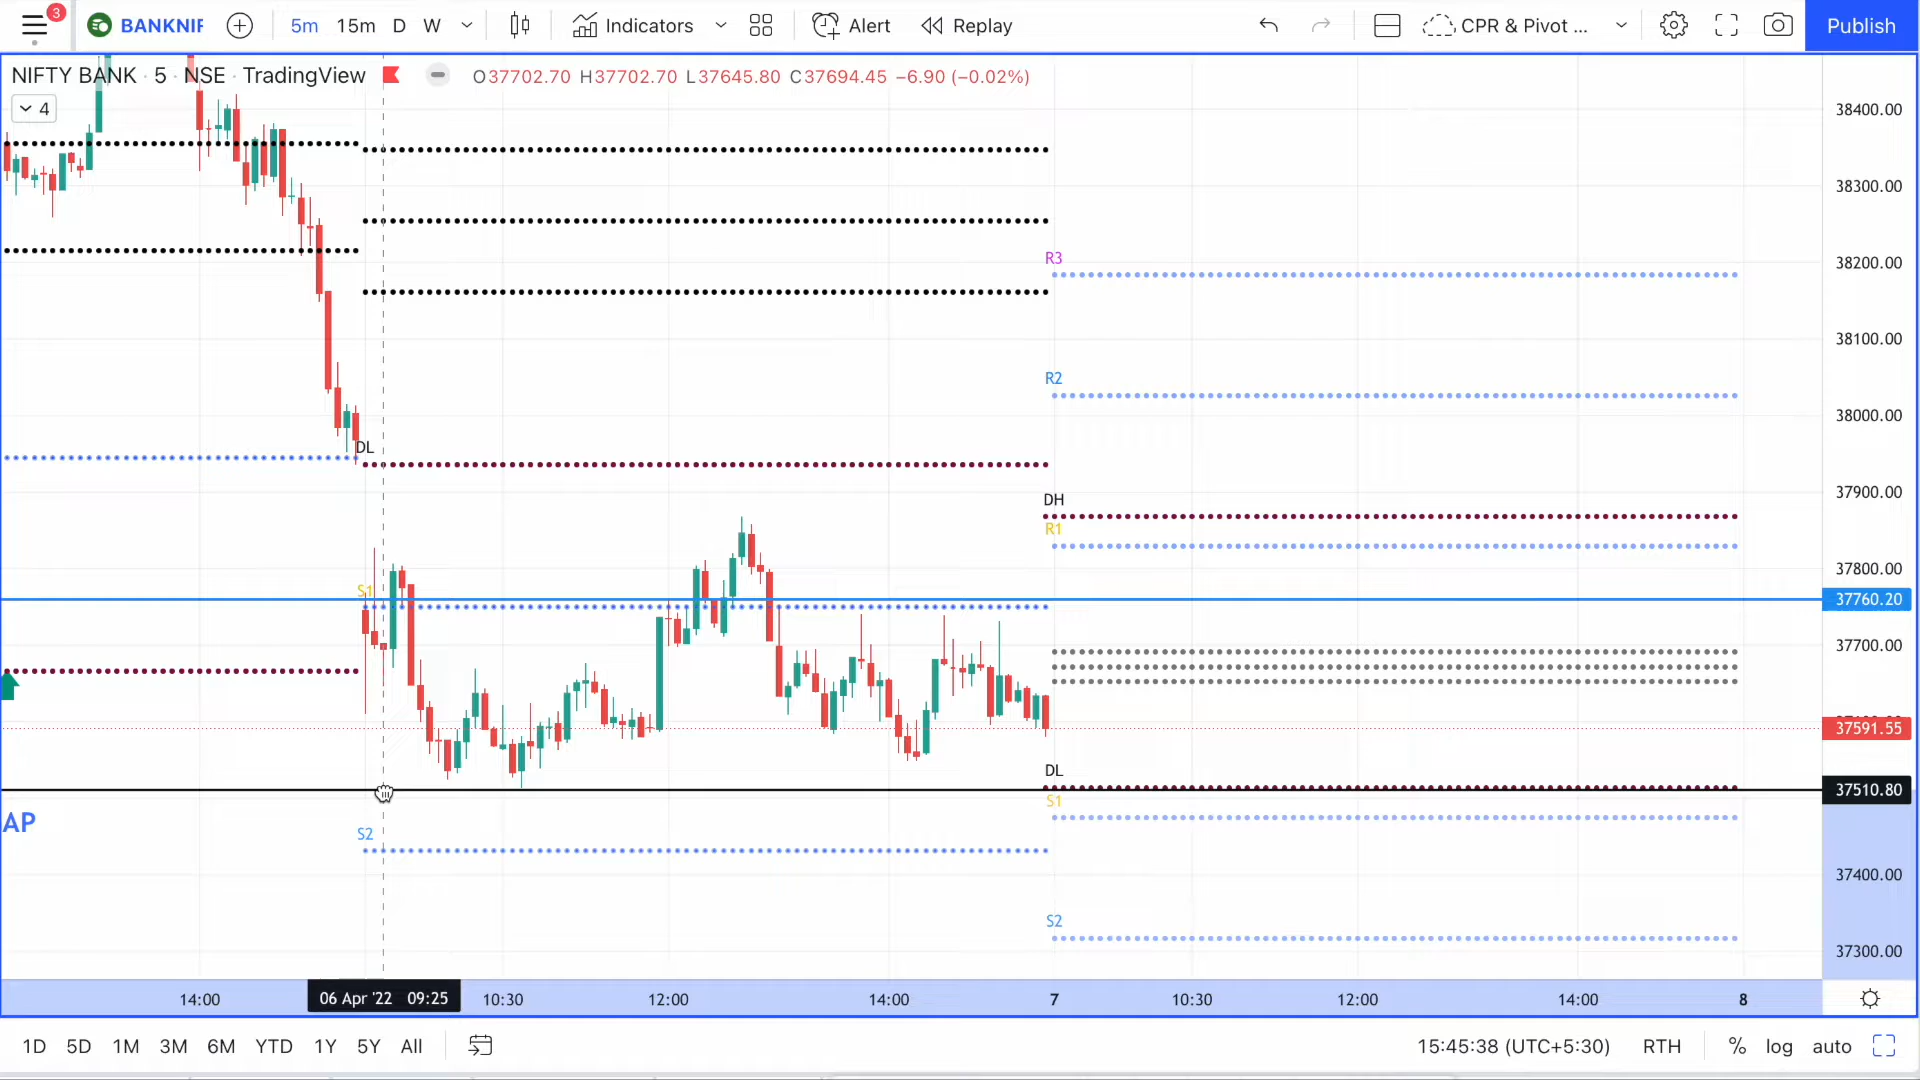 3
BANKNIF
5m 15m D W Indicators Alert Replay CPR & Pivot ... Publish
NIFTY BANK · 5 · NSE · TradingView O37702.70 H37702.70 L37645.80 C37694.45 −6.90 (−0.02%)
4
38400.00
38300.00
R3
38200.00
38100.00
R2
38000.00
DL
DH
37900.00
R1
37800.00
S1
37760.20
37700.00
37591.55
DL
37510.80
S1
AP
S2
37400.00
S2
37300.00
14:00 06 Apr '22 09:25 10:30 12:00 14:00 7 10:30 12:00 14:00 8
1D 5D 1M 3M 6M YTD 1Y 5Y All 15:45:38 (UTC+5:30) RTH % log auto